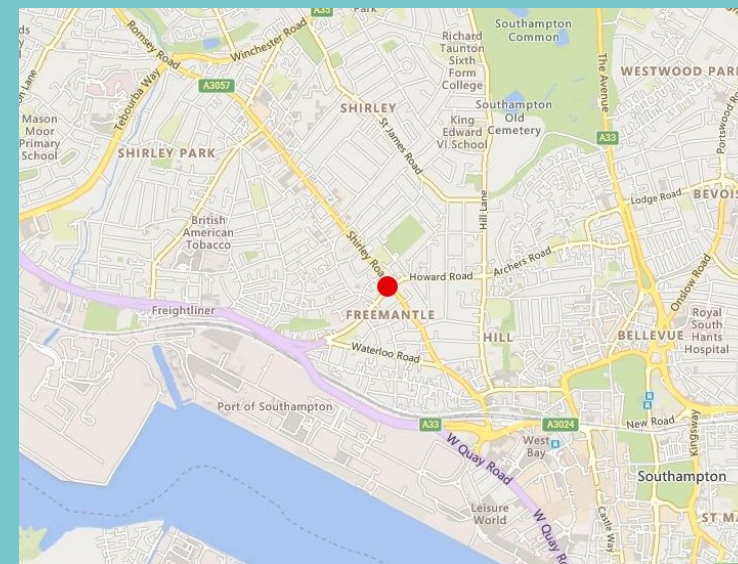 A35
Park
Southampton
Common
Romsey Road
Winchester Road
Richard
Taunton
Sixth
Form
College
The Avenue
WESTWOOD PAR
A3057
Tebourba Way
Mason
Moor
Primary
School
SHIRLEY
St James Road
King
Edward
VI School
Southampton
Old
Cemetery
A33
Portswood Ro
SHIRLEY PARK
Lodge Road
BEVOIS
British
American
Tobacco
Hill Lane
Shirley Road
Howard Road
Archers Road
Onslow Road
Freightliner
FREEMANTLE
HILL
BELLEVUE
Royal
South
Hants
Hospital
Waterloo Road
Port of Southampton
A33
A3024
New Road
Kingsway
W Quay Road
West
Bay
Southampton
Leisure
World
Castle Way
W Quay Ro
ST MA